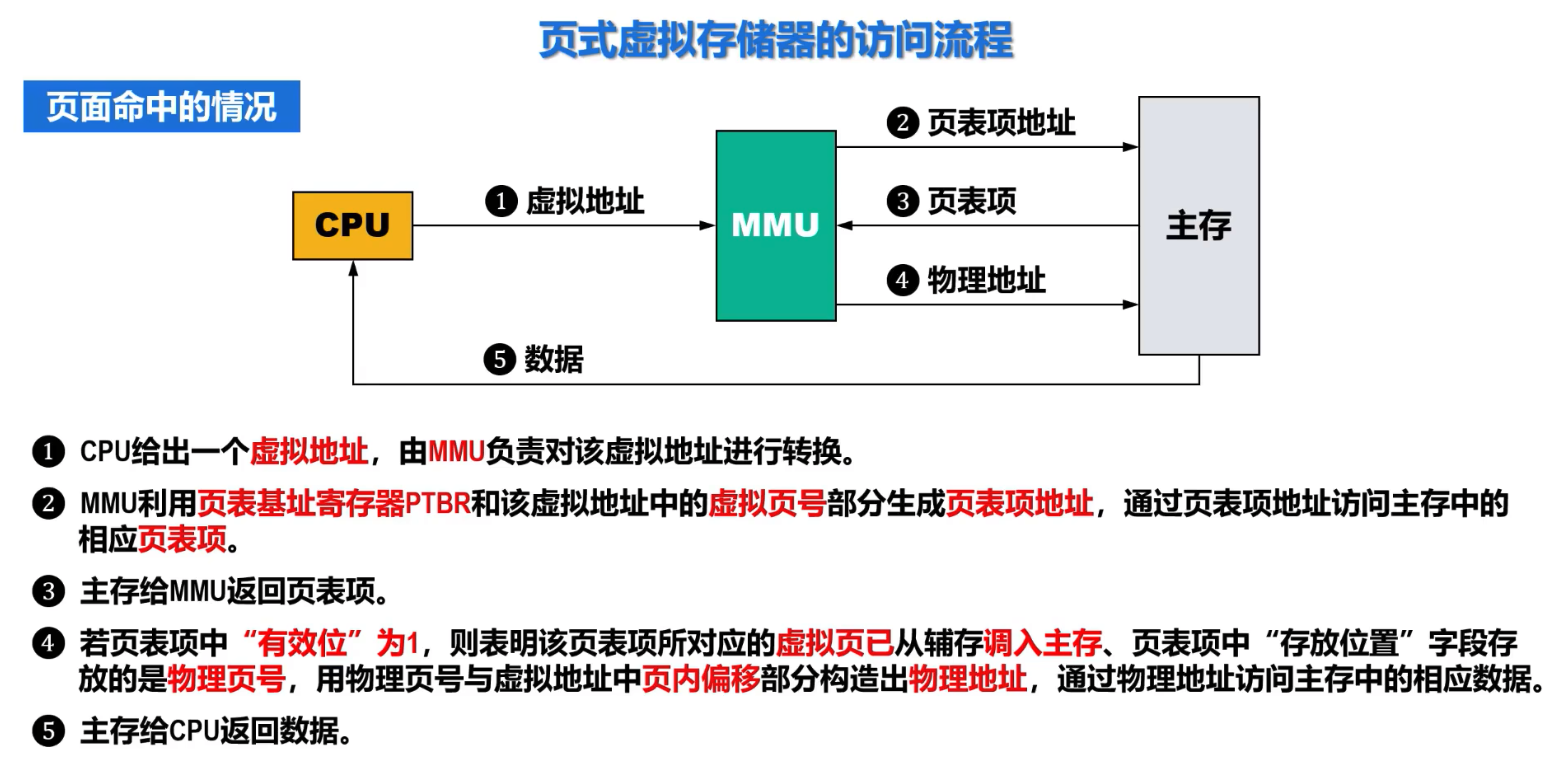 页式虚拟存储器的访问流程
页面命中的情况
❷ 页表项地址
❶ 虚拟地址
❸ 页表项
CPU
MMU
主存
❹ 物理地址
❺ 数据
❶ CPU给出一个虚拟地址，由MMU负责对该虚拟地址进行转换。
❷ MMU利用页表基址寄存器PTBR和该虚拟地址中的虚拟页号部分生成页表项地址，通过页表项地址访问主存中的
相应页表项。
❸ 主存给MMU返回页表项。
❹ 若页表项中“有效位”为1，则表明该页表项所对应的虚拟页已从辅存调入主存、页表项中“存放位置”字段存
放的是物理页号，用物理页号与虚拟地址中页内偏移部分构造出物理地址，通过物理地址访问主存中的相应数据。
❺ 主存给CPU返回数据。